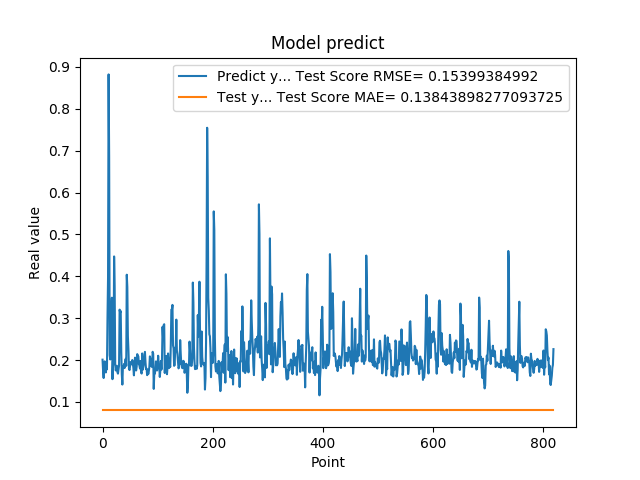 Model predict
Predict y... Test Score RMSE= 0.15399384992
Test y... Test Score MAE= 0.13843898277093725
Real value
0.9
0.8
0.7
0.6
0.5
0.4
0.3
0.2
0.1
0 200 400 600 800
Point